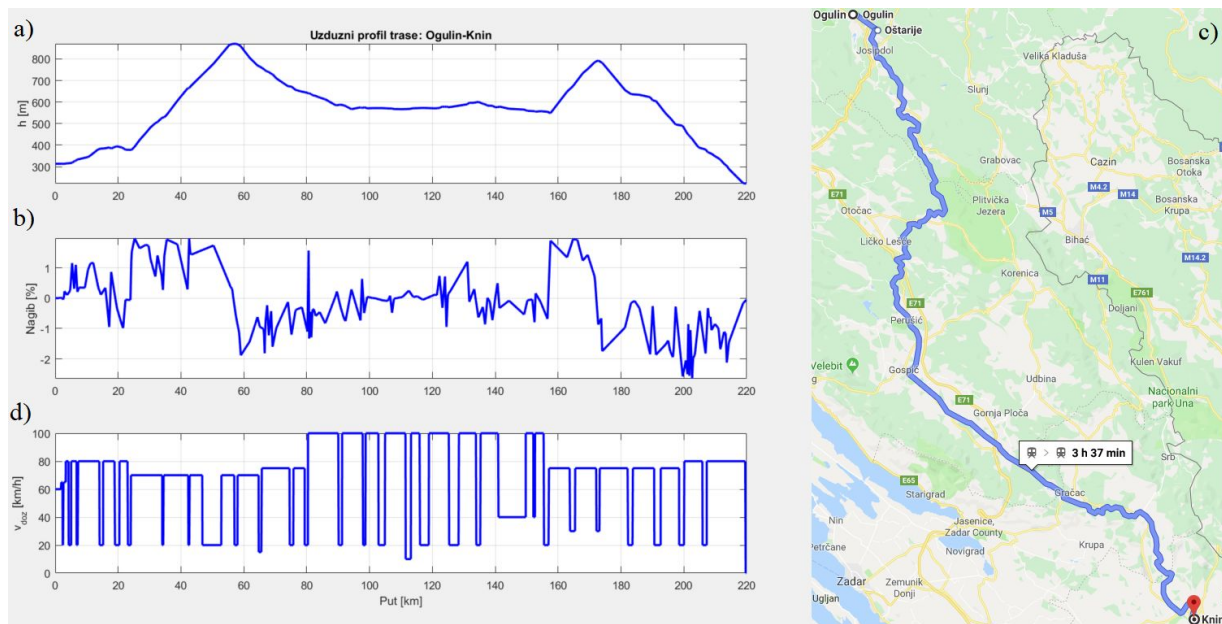 a)
Uzduzni profil trase: Ogulin-Knin
800
700
600
500
400
300
h [m]
0 20 40 60 80 100 120 140 160 180 200 220
b)
1
0
-1
-2
Nagib [%]
0 20 40 60 80 100 120 140 160 180 200 220
d)
100
80
60
40
20
0
v_doz [km/h]
0 20 40 60 80 100 120 140 160 180 200 220
Put [km]
c)
Ogulin Ogulin
Oštarije
Josipdol
Velika Kladuša
Slunj
Grabovac
Cazin
Bosanska
Otoka
M4.2
M14
E71
Plitvička
Jezera
M5
Bosanska
Krupa
Otočac
Ličko Lešće
Bihać
M14.2
Korenica
M11
E71
E761
Doljani
Perušić
Velebit
Kulen Vakuf
Gospić
Udbina
Nacionalni
park Una
E71
Gornja Ploča
3 h 37 min
Srb
E65
Starigrad
Gračac
Nin
Jasenice,
Zadar County
Petrčane
Novigrad
Krupa
Zadar
Zemunik
Donji
Ugljan
E71
Knin